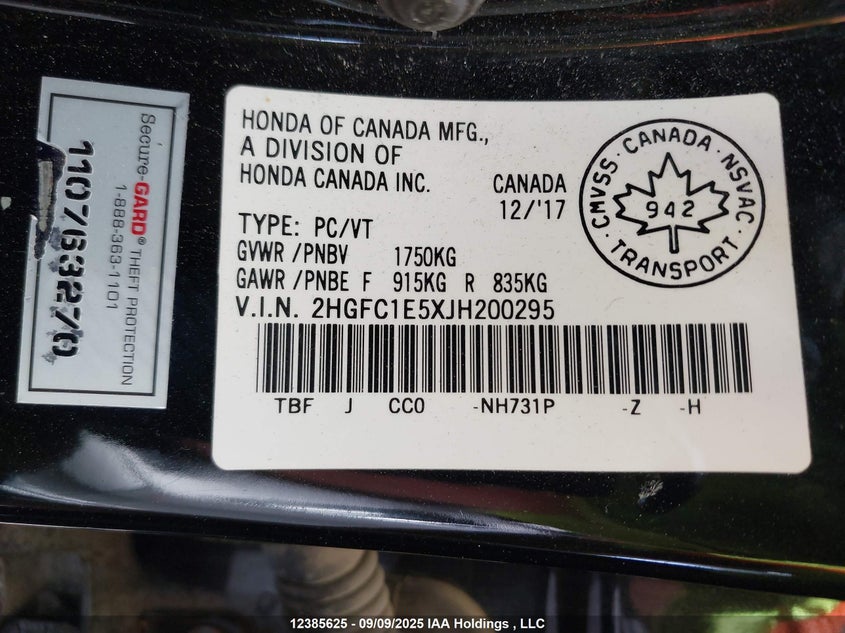 HONDA OF CANADA MFG.,
A DIVISION OF
HONDA CANADA INC.
CANADA
12/'17
TYPE: PC/VT
GVWR /PNBV 1750KG
GAWR /PNBE F 915KG R 835KG
V.I.N. 2HGFC1E5XJH200295
TBF J CC0 -NH731P -Z -H
CMVSS · CANADA · NSVAC · TRANSPORT ·
942
Secure-GARD® THEFT PROTECTION
1-888-363-1101
110763270
12385625 - 09/09/2025 IAA Holdings , LLC